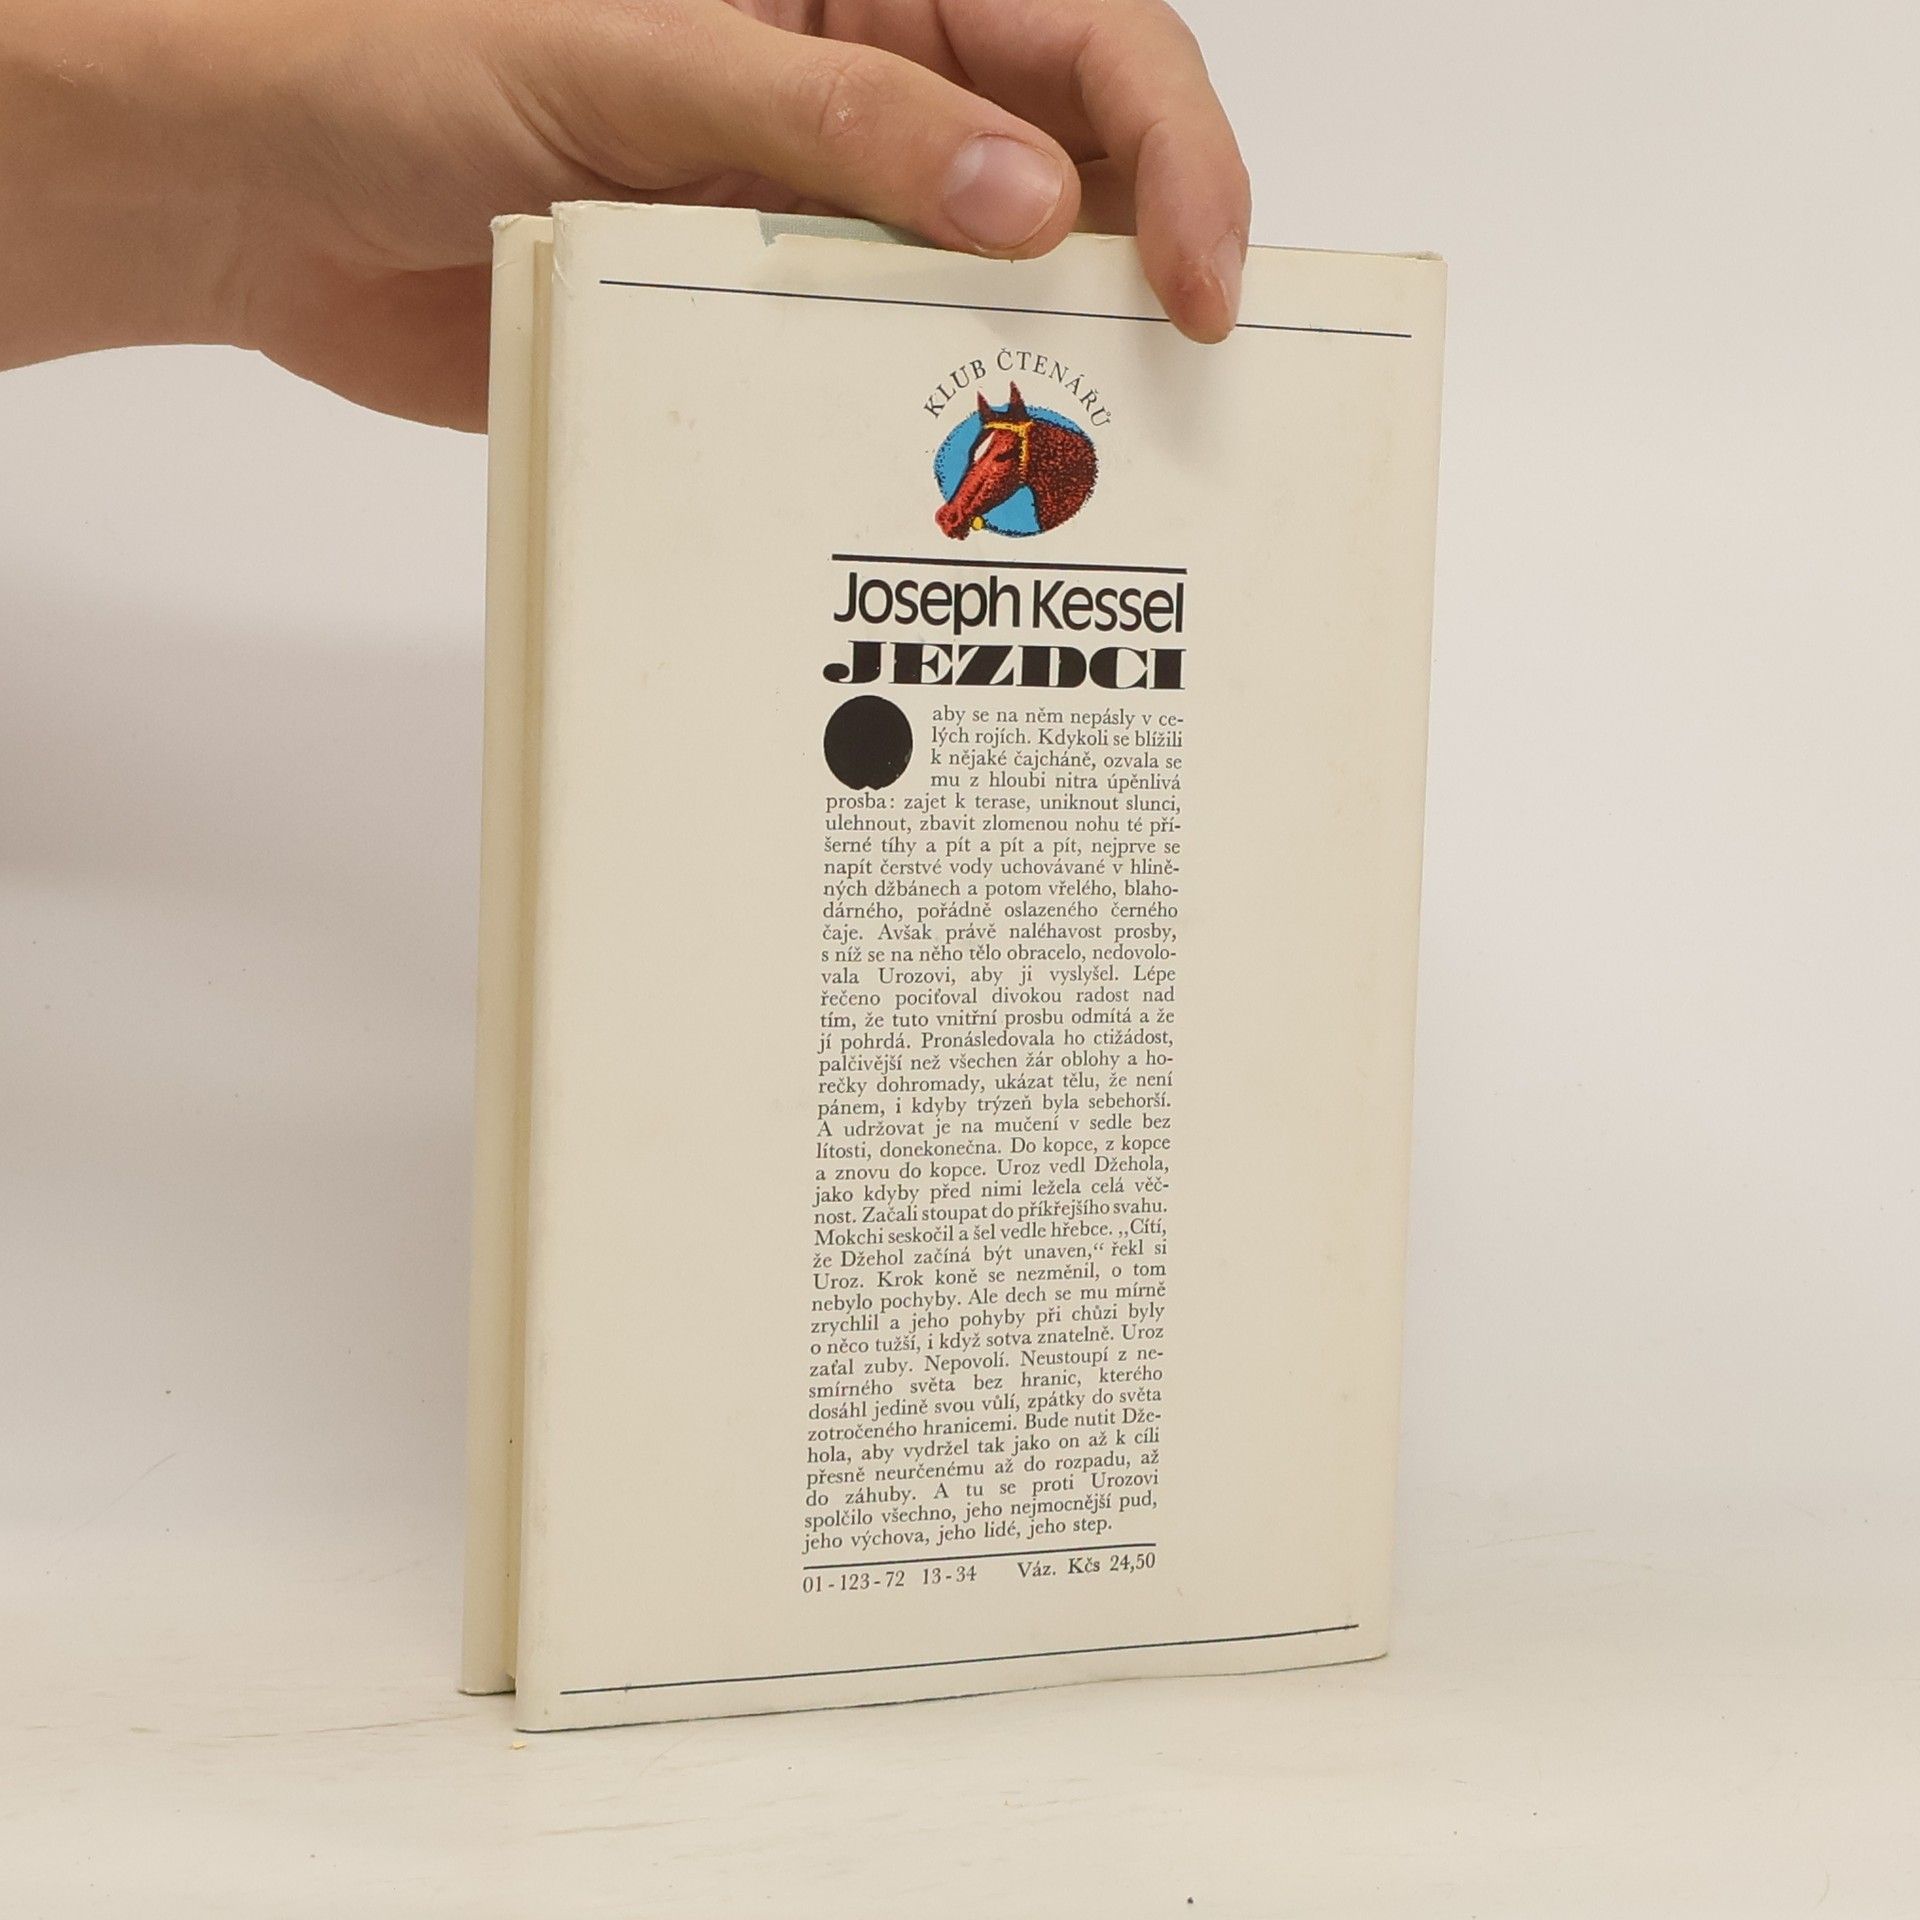 KLUB ČTENÁŘŮ
Joseph Kessel
JEZDCI
aby se na něm nepásly v ce-
lých rojích. Kdykoli se blížili
k nějaké čajcháně, ozvala se
mu z hloubi nitra úpěnlivá
prosba: zajet k terase, uniknout slunci,
ulehnout, zbavit zlomenou nohu té pří-
šerné tíhy a pít a pít a pít, nejprve se
napít čerstvé vody uchovávané v hlině-
ných džbánech a potom vřelého, blaho-
dárného, pořádně oslazeného černého
čaje. Avšak právě naléhavost prosby,
s níž se na něho tělo obracelo, nedovolo-
vala Urozovi, aby ji vyslyšel. Lépe
řečeno pociťoval divokou radost nad
tím, že tuto vnitřní prosbu odmítá a že
jí pohrdá. Pronásledovala ho ctižádost,
palčivější než všechen žár oblohy a ho-
rečky dohromady, ukázat tělu, že není
pánem, i kdyby trýzeň byla sebehorší.
A udržovat je na mučení v sedle bez
lítosti, donekonečna. Do kopce, z kopce
a znovu do kopce. Uroz vedl Džehola,
jako kdyby před nimi ležela celá věč-
nost. Začali stoupat do příkřejšího svahu.
Mokchi seskočil a šel vedle hřebce. „Cítí,
že Džehol začíná být unaven,“ řekl si
Uroz. Krok koně se nezměnil, o tom
nebylo pochyby. Ale dech se mu mírně
zrychlil a jeho pohyby při chůzi byly
o něco tužší, i když sotva znatelně. Uroz
zaťal zuby. Nepovolí. Neustoupí z ne-
smírného světa bez hranic, kterého
dosáhl jedině svou vůlí, zpátky do světa
zotročeného hranicemi. Bude nutit Dže-
hola, aby vydržel tak jako on až k cíli
přesně neurčenému až do rozpadu, až
do záhuby. A tu se proti Urozovi
spolčilo všechno, jeho nejmocnější pud,
jeho výchova, jeho lidé, jeho step.
01-123-72 13-34 Váz. Kčs 24,50